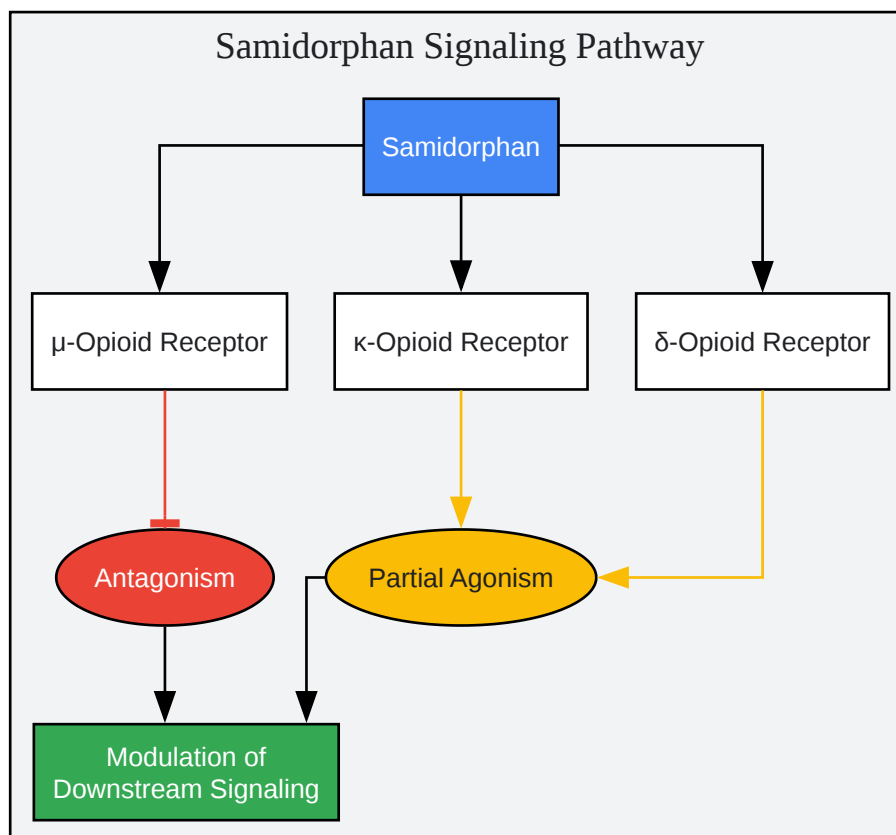 Samidorphan Signaling Pathway
Samidorphan
μ-Opioid Receptor
κ-Opioid Receptor
δ-Opioid Receptor
Antagonism
Partial Agonism
Modulation of
Downstream Signaling